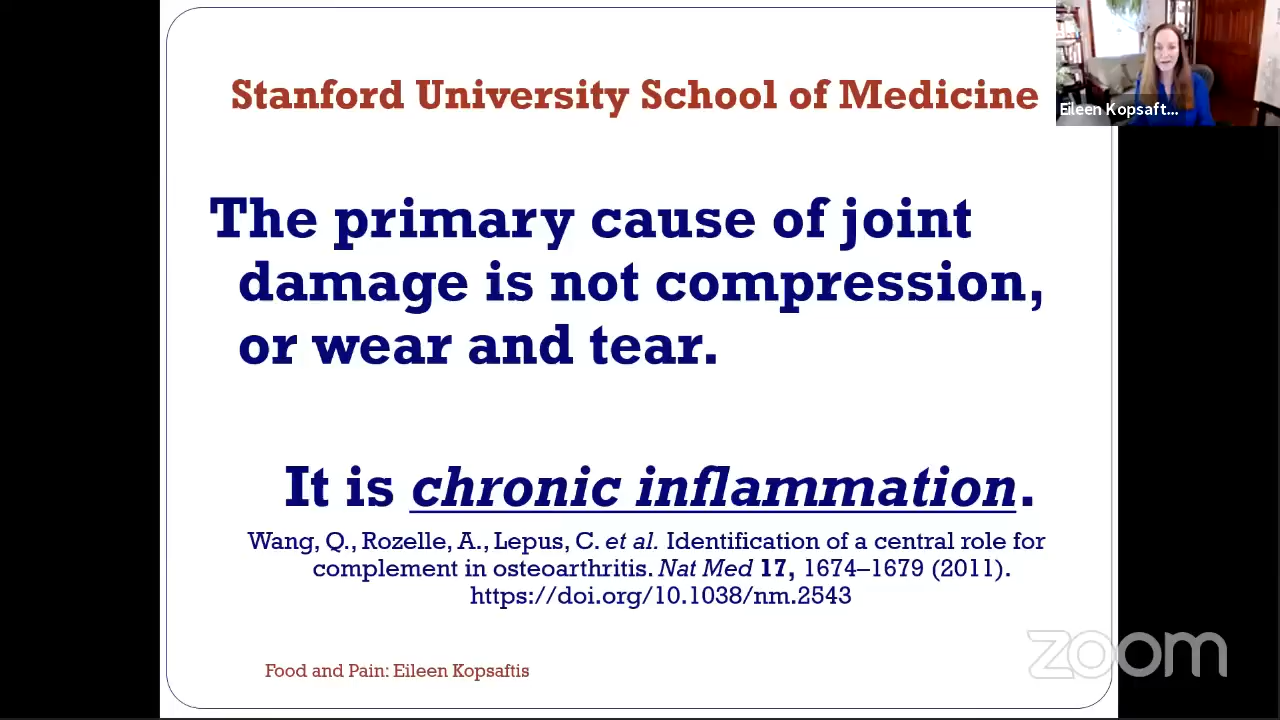 Stanford University School of Medicine
Eileen Kopsaft...
The primary cause of joint
damage is not compression,
or wear and tear.
It is chronic inflammation.
Wang, Q., Rozelle, A., Lepus, C. et al. Identification of a central role for
complement in osteoarthritis. Nat Med 17, 1674–1679 (2011).
https://doi.org/10.1038/nm.2543
Food and Pain: Eileen Kopsaftis
zoom